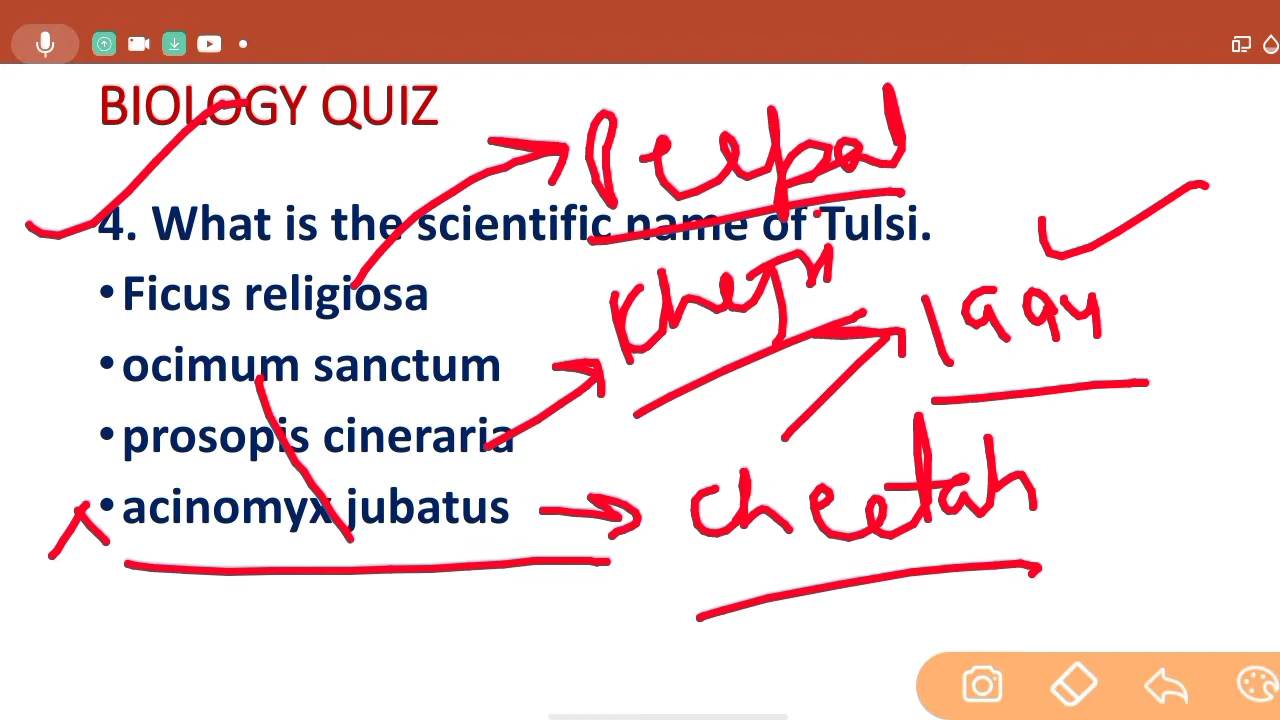 BIOLOGY QUIZ
Peepal
4. What is the scientific name of Tulsi.
• Ficus religiosa
Khejri
1994
• ocimum sanctum
• prosopis cineraria
• acinomyx jubatus
cheetah